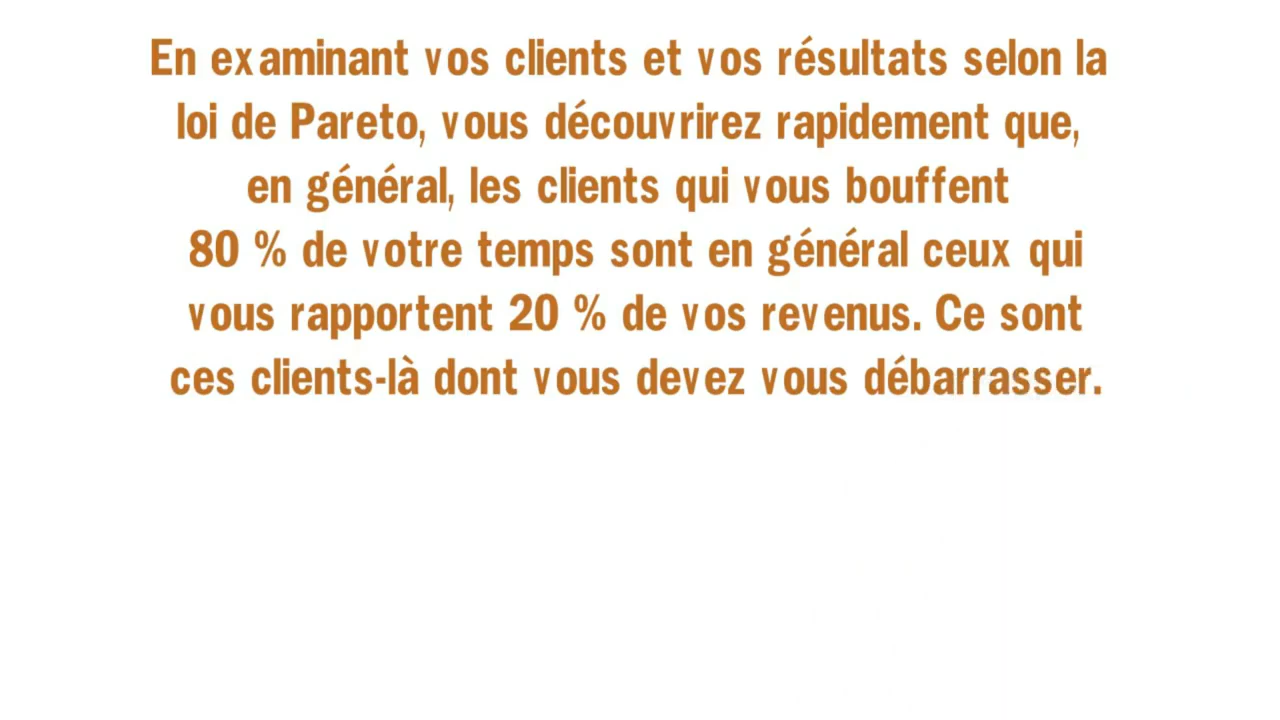 En examinant vos clients et vos résultats selon la
loi de Pareto, vous découvrirez rapidement que,
en général, les clients qui vous bouffent
80 % de votre temps sont en général ceux qui
vous rapportent 20 % de vos revenus. Ce sont
ces clients-là dont vous devez vous débarrasser.